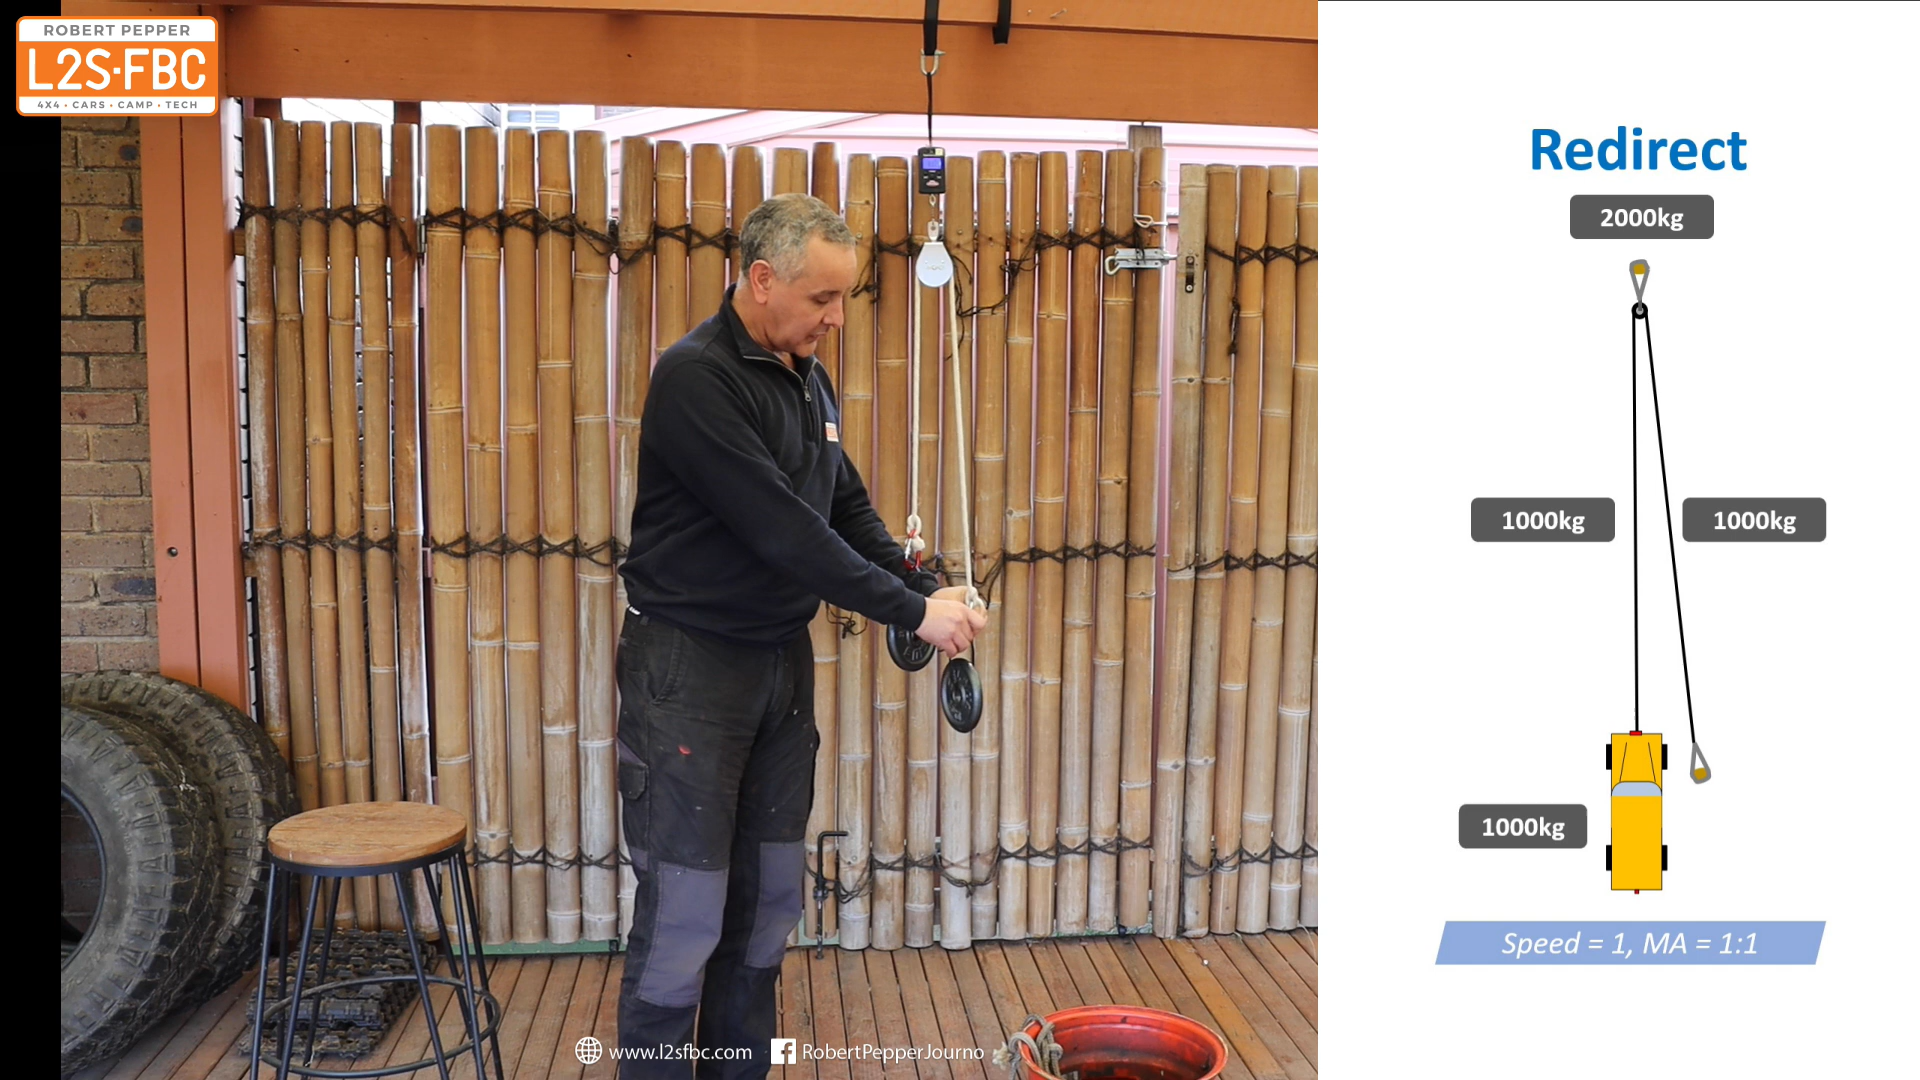 ROBERT PEPPER
L2S·FBC
4X4 • CARS • CAMP • TECH
Redirect
2000kg
1000kg
1000kg
1000kg
Speed = 1, MA = 1:1
www.l2sfbc.com
RobertPepperJourno